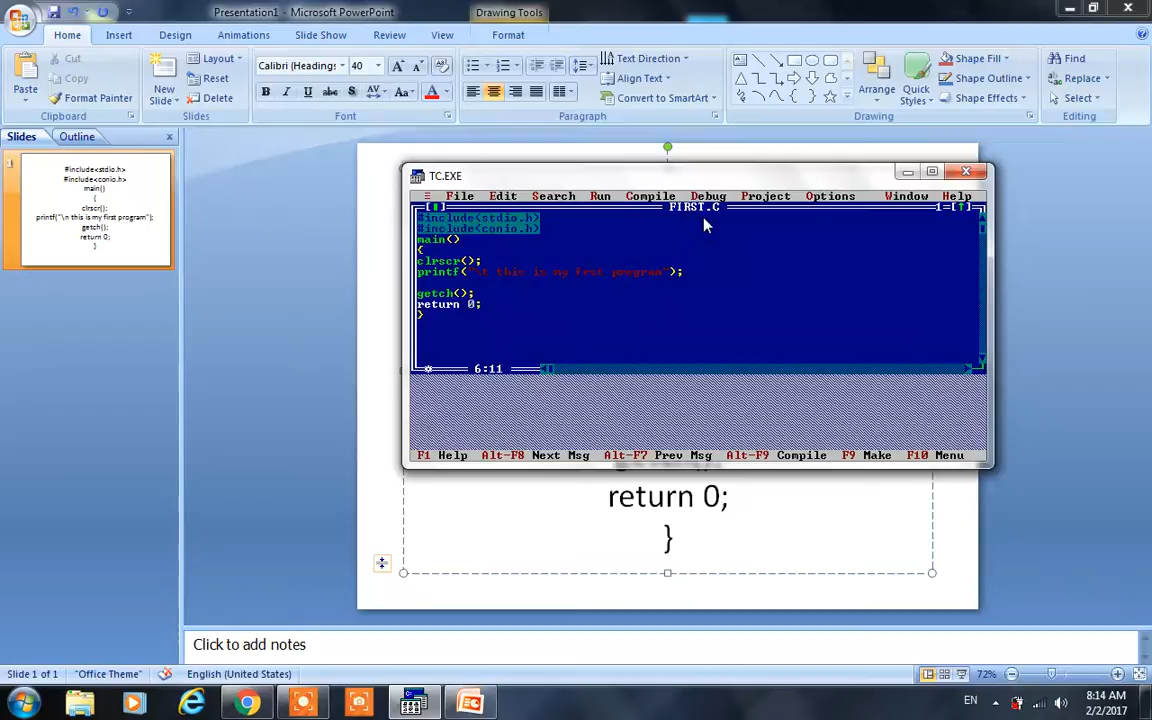 Presentation1 - Microsoft PowerPoint
Drawing Tools
Home Insert Design Slide Show Animations Review View Format
Paste
Cut
Copy
Format Painter
Clipboard
New Slide
Layout
Reset
Delete
Slides
Calibri (Headings 40
B I U abe S AV Aa A
Font
Text Direction
Align Text
Convert to SmartArt
Paragraph
Arrange
Quick Styles
Shape Fill
Shape Outline
Shape Effects
Drawing
Find
Replace
Select
Editing
Slides Outline
1
#include<stdio.h>
#include<conio.h>
main()
{
clrscr();
printf("\n this is my first program");
getch();
return 0;
}
TC.EXE
File Edit Search Run Compile Debug Project Options Window Help
FIRST.C 1
#include<stdio.h>
#include<conio.h>
main()
{
clrscr();
printf("\t this is my first program");
getch();
return 0;
}
6:11
F1 Help Alt-F8 Next Msg Alt-F7 Prev Msg Alt-F9 Compile F9 Make F10 Menu
return 0;
}
Click to add notes
Slide 1 of 1 "Office Theme" English (United States) 72%
EN
8:14 AM
2/2/2017